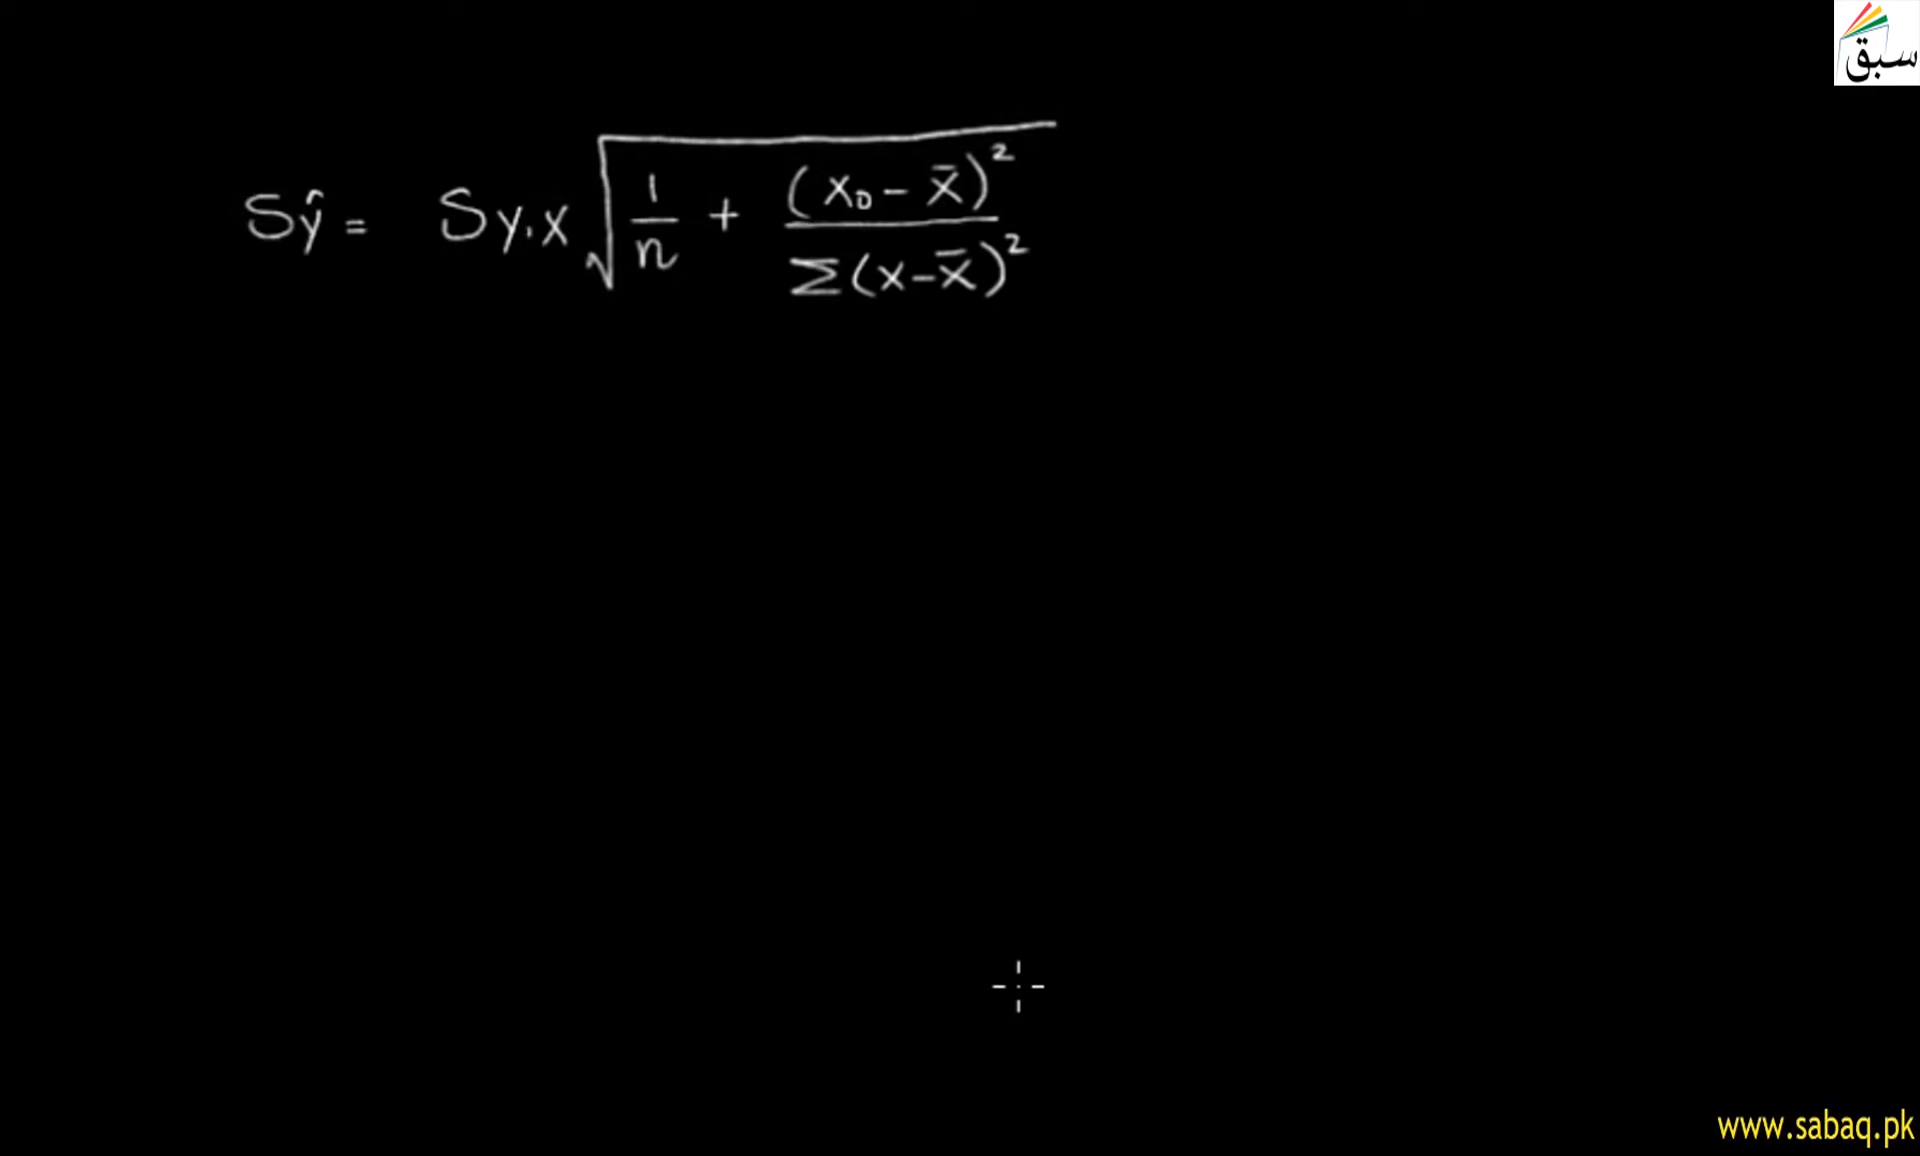 سبق
Sŷ = Sy.x √(1/n + (x₀ - x̄)² / Σ(x - x̄)²)
www.sabaq.pk